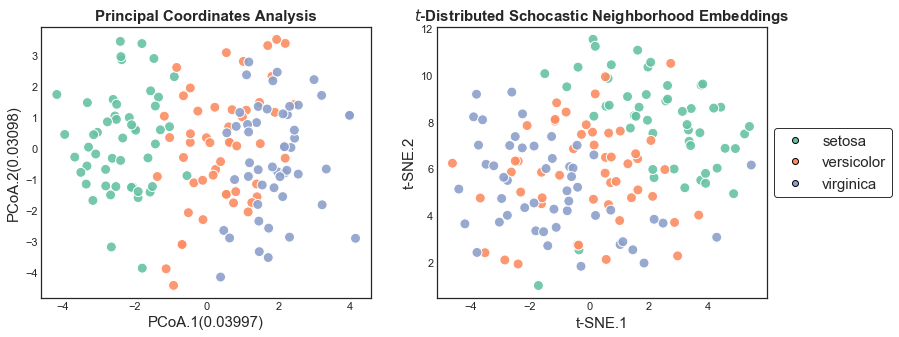 Principal Coordinates Analysis
PCoA.2(0.03098)
3
2
1
0
−1
−2
−3
−4
−4
−2
0
2
4
PCoA.1(0.03997)
t-Distributed Schocastic Neighborhood Embeddings
t-SNE.2
12
10
8
6
4
2
−4
−2
0
2
4
t-SNE.1
setosa
versicolor
virginica